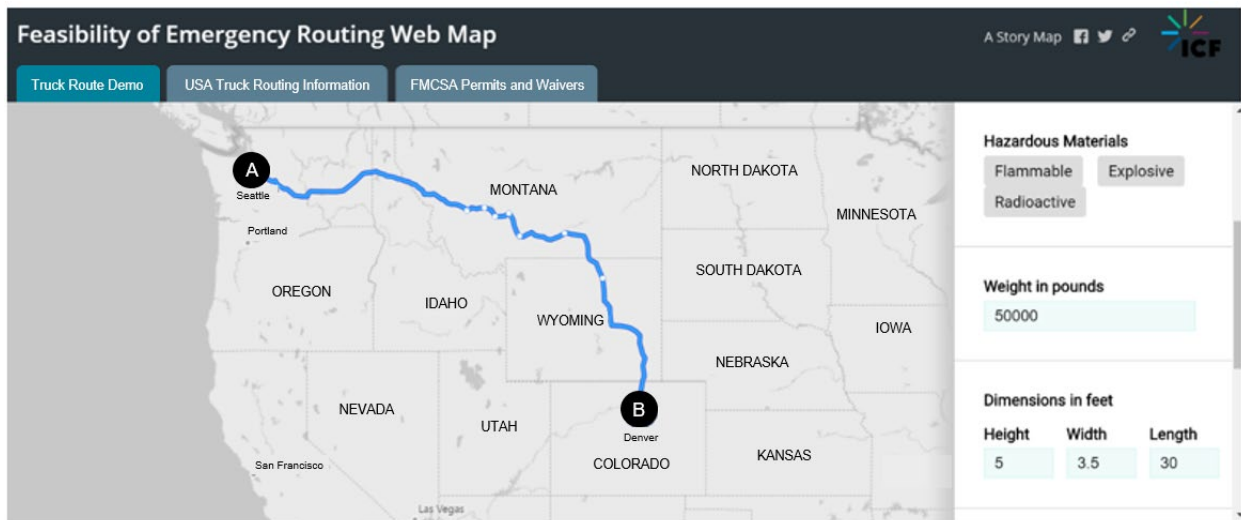 Feasibility of Emergency Routing Web Map
A Story Map
ICF
Truck Route Demo
USA Truck Routing Information
FMCSA Permits and Waivers
A
Seattle
Portland
MONTANA
NORTH DAKOTA
MINNESOTA
OREGON
IDAHO
WYOMING
SOUTH DAKOTA
IOWA
NEBRASKA
NEVADA
UTAH
B
Denver
COLORADO
KANSAS
San Francisco
Las Vegas
Hazardous Materials
Flammable Explosive
Radioactive
Weight in pounds
50000
Dimensions in feet
Height Width Length
5 3.5 30